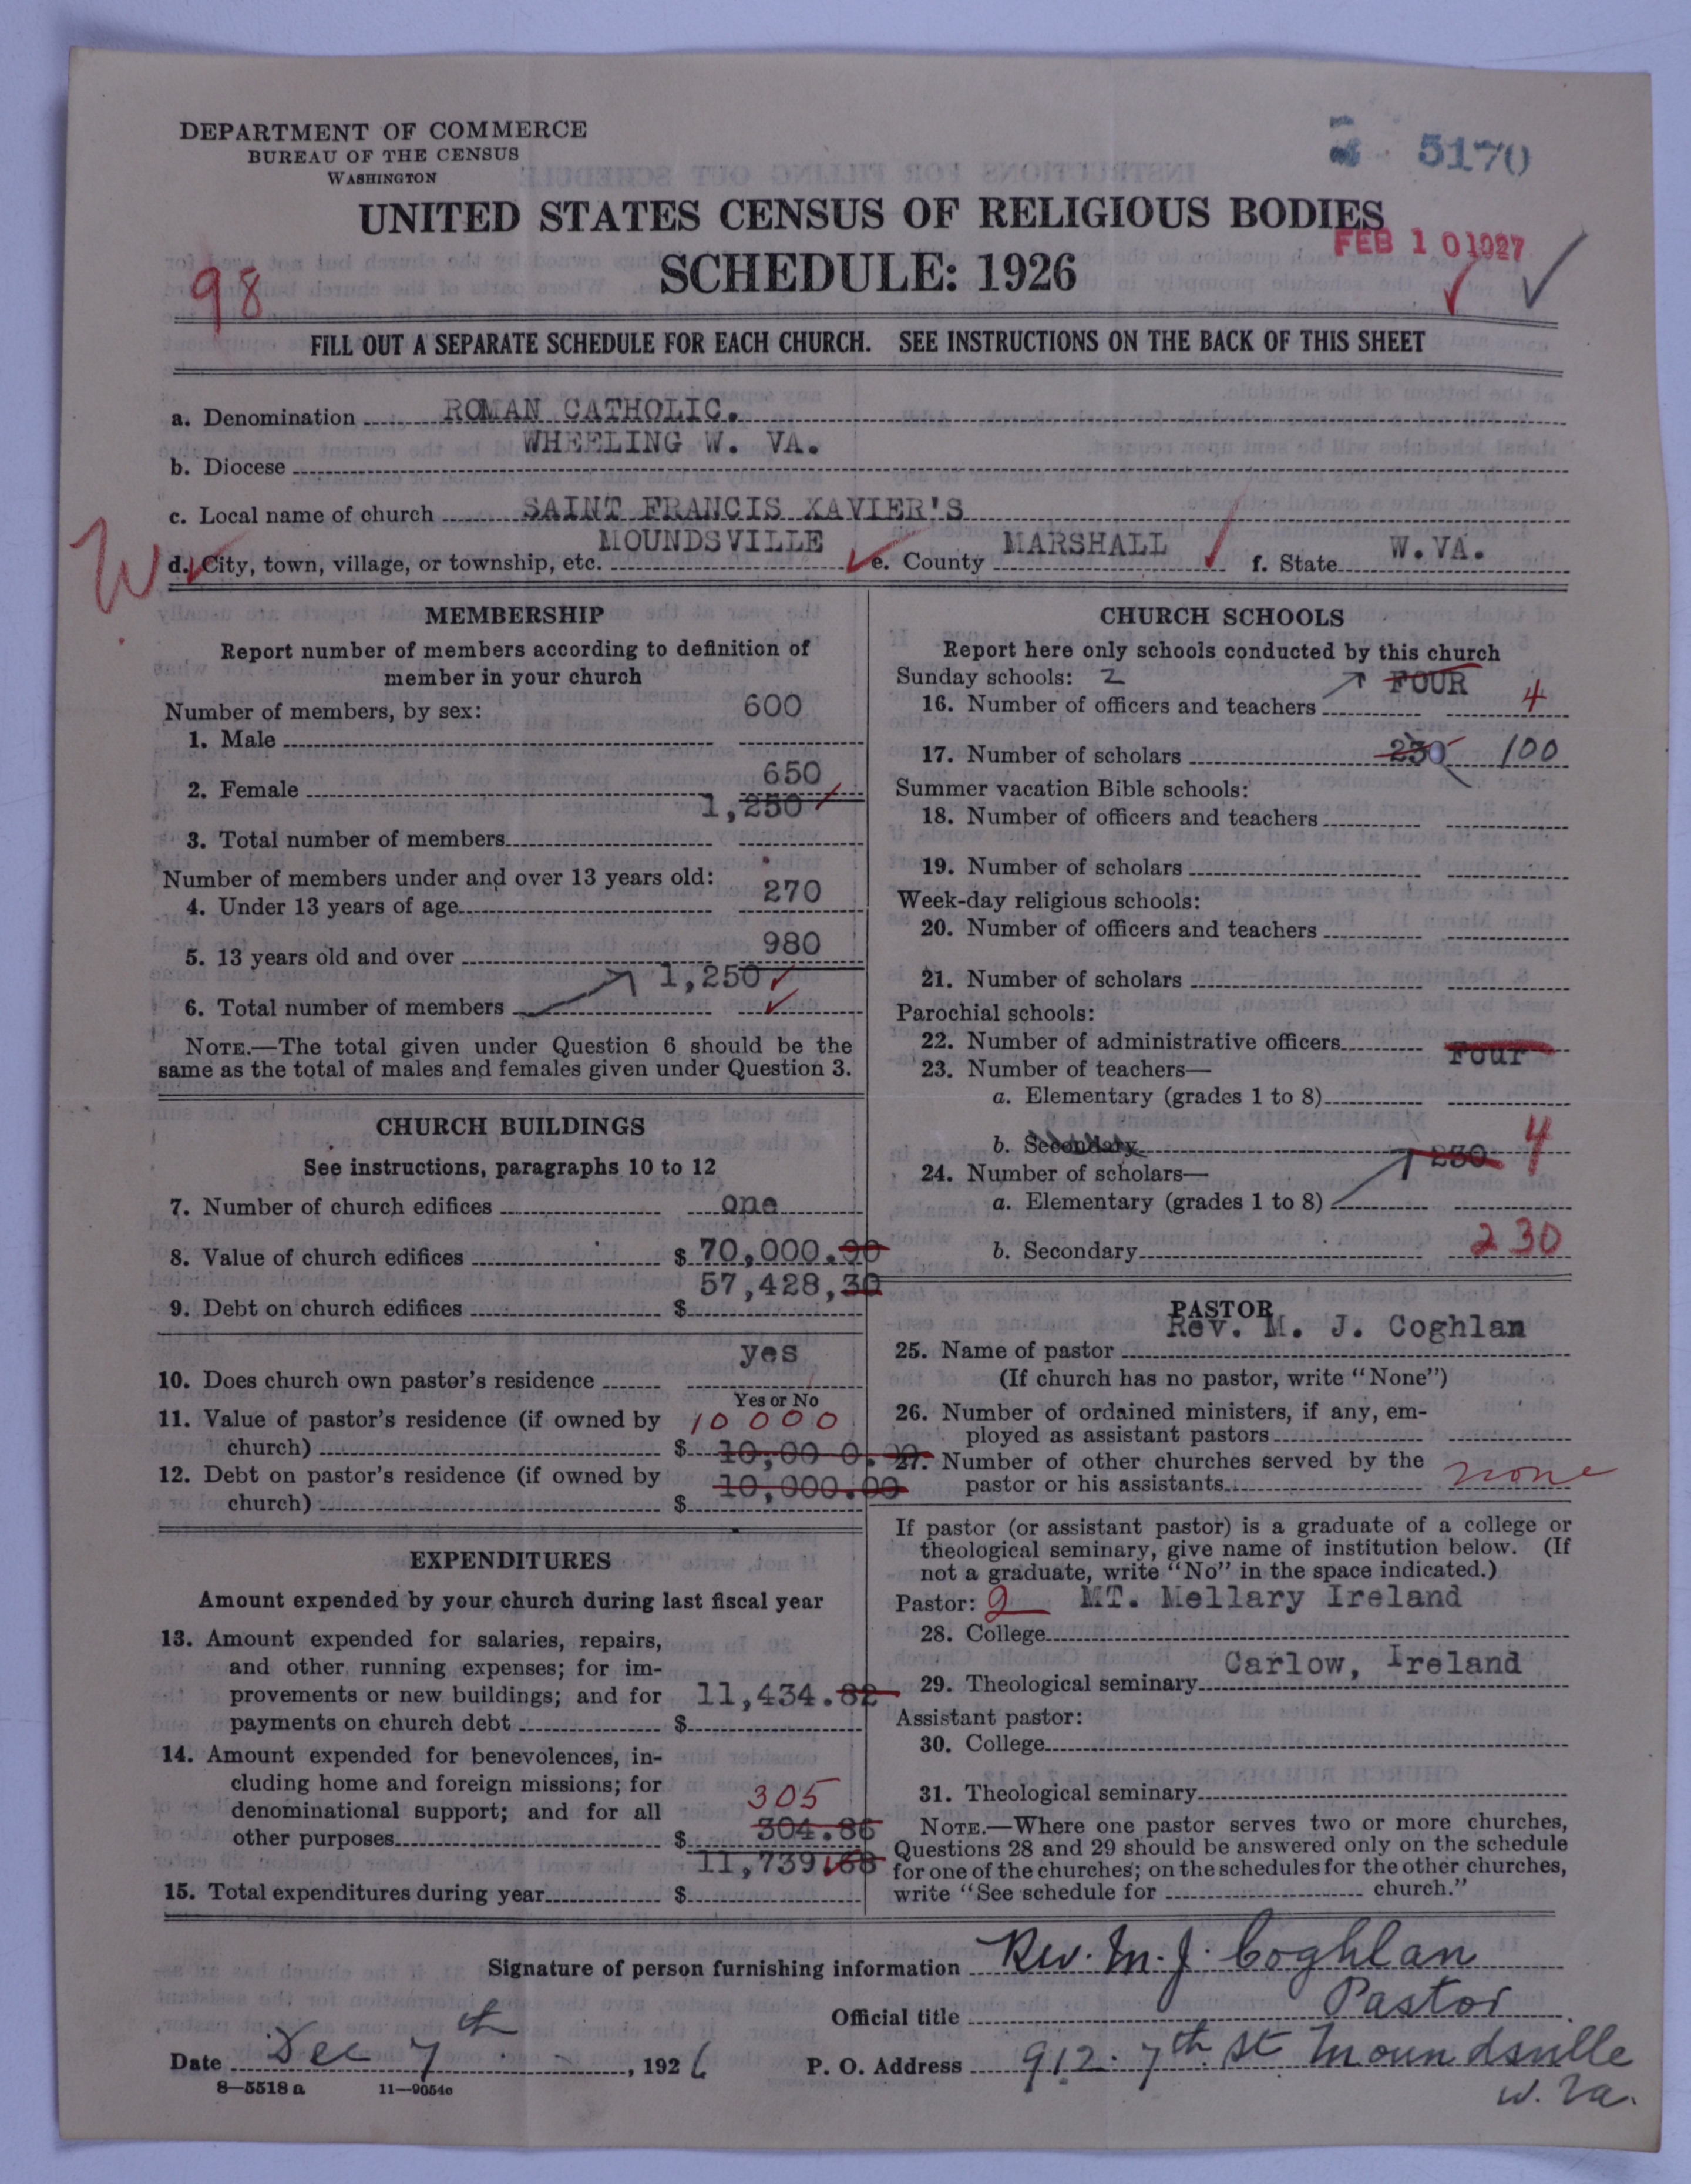 DEPARTMENT OF COMMERCE
BUREAU OF THE CENSUS
WASHINGTON
5170
UNITED STATES CENSUS OF RELIGIOUS BODIES
FEB 10 1927
98
SCHEDULE: 1926
FILL OUT A SEPARATE SCHEDULE FOR EACH CHURCH. SEE INSTRUCTIONS ON THE BACK OF THIS SHEET
a. Denomination ROMAN CATHOLIC.
WHEELING W. VA.
b. Diocese
c. Local name of church SAINT FRANCIS XAVIER'S
W
d. City, town, village, or township, etc. MOUNDSVILLE e. County MARSHALL f. State W. VA.
MEMBERSHIP
Report number of members according to definition of
member in your church
Number of members, by sex:
1. Male 600
2. Female 650
1,250
3. Total number of members
Number of members under and over 13 years old:
4. Under 13 years of age 270
5. 13 years old and over 980
1,250
6. Total number of members
NOTE.—The total given under Question 6 should be the
same as the total of males and females given under Question 3.
CHURCH BUILDINGS
See instructions, paragraphs 10 to 12
7. Number of church edifices one
8. Value of church edifices $ 70,000.00
57,428,30
9. Debt on church edifices $
10. Does church own pastor's residence yes
Yes or No
11. Value of pastor's residence (if owned by 10000
church) $ 10,000.
12. Debt on pastor's residence (if owned by 10,000.00
church) $
EXPENDITURES
Amount expended by your church during last fiscal year
13. Amount expended for salaries, repairs,
and other running expenses; for im-
provements or new buildings; and for 11,434.82
payments on church debt $
14. Amount expended for benevolences, in-
cluding home and foreign missions; for
denominational support; and for all 305
other purposes $ 304.86
11,739.68
15. Total expenditures during year $
CHURCH SCHOOLS
Report here only schools conducted by this church
Sunday schools: 2 FOUR
16. Number of officers and teachers 4
17. Number of scholars 230 100
Summer vacation Bible schools:
18. Number of officers and teachers
19. Number of scholars
Week-day religious schools:
20. Number of officers and teachers
21. Number of scholars
Parochial schools:
22. Number of administrative officers Four
23. Number of teachers—
a. Elementary (grades 1 to 8)
b. Secondary 230 4
24. Number of scholars—
a. Elementary (grades 1 to 8)
b. Secondary 230
PASTOR
Rev. M. J. Coghlan
25. Name of pastor
(If church has no pastor, write "None")
26. Number of ordained ministers, if any, em-
ployed as assistant pastors
27. Number of other churches served by the
pastor or his assistants none
If pastor (or assistant pastor) is a graduate of a college or
theological seminary, give name of institution below. (If
not a graduate, write "No" in the space indicated.)
Pastor: 2 MT. Mellary Ireland
28. College
Carlow, Ireland
29. Theological seminary
Assistant pastor:
30. College
31. Theological seminary
NOTE.—Where one pastor serves two or more churches,
Questions 28 and 29 should be answered only on the schedule
for one of the churches; on the schedules for the other churches,
write "See schedule for church."
Signature of person furnishing information Rev. M. J. Coghlan
Official title Pastor
Date Dec 7th, 1926 P. O. Address 912. 7th St Moundsville
W. Va.
8—5518 a 11—9054c